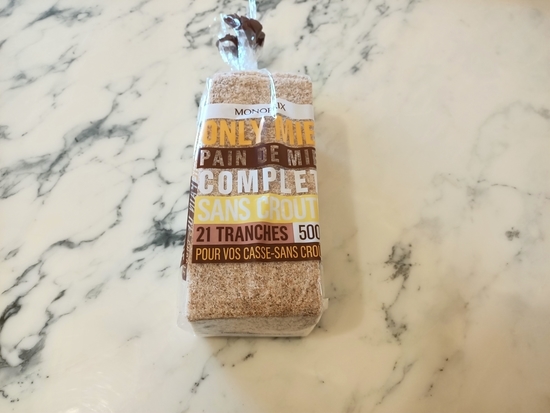 MONOPRIX
ONLY MIE
PAIN DE MIE
COMPLET
SANS CROUT
21 TRANCHES 500
POUR VOS CASSE-SANS CROU